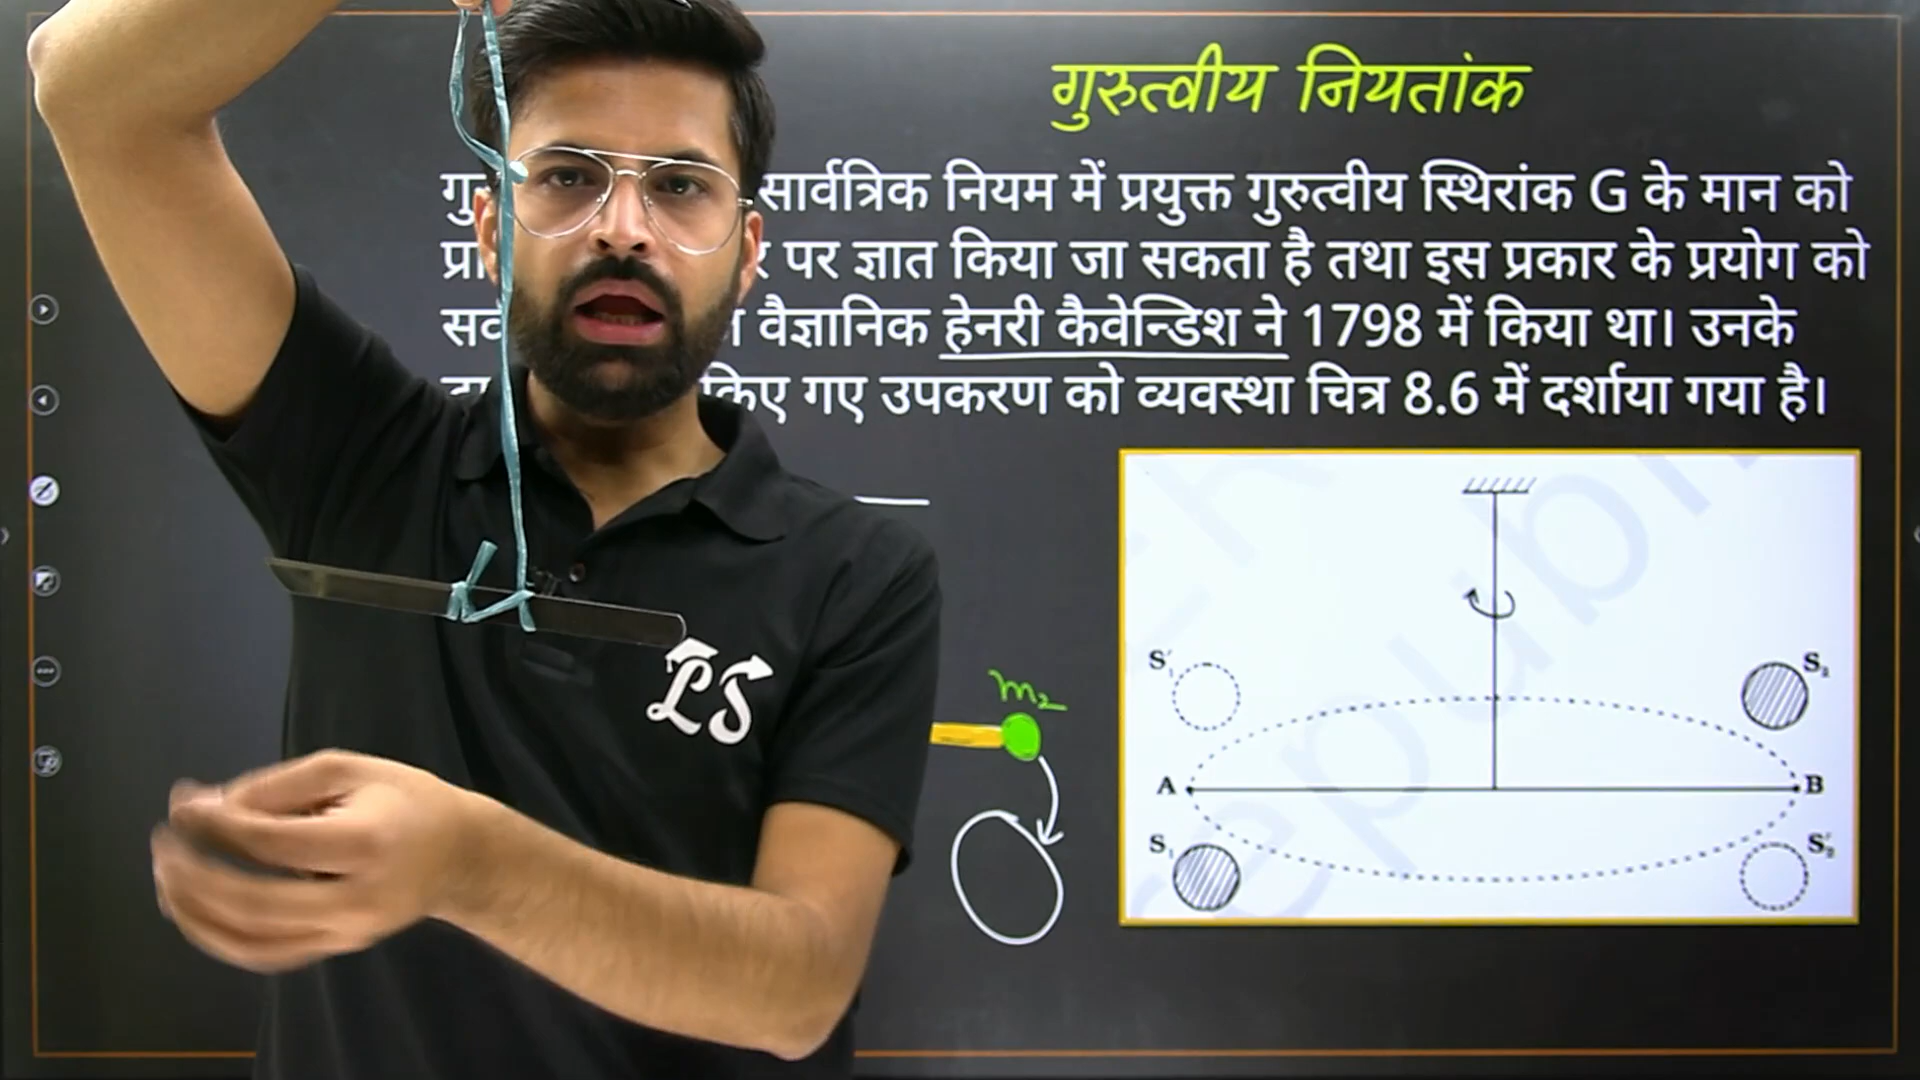 गुरुत्वीय नियतांक
सार्वत्रिक नियम में प्रयुक्त गुरुत्वीय स्थिरांक G के मान को
पर ज्ञात किया जा सकता है तथा इस प्रकार के प्रयोग को
वैज्ञानिक हेनरी कैवेन्डिश ने 1798 में किया था। उनके
किए गए उपकरण को व्यवस्था चित्र 8.6 में दर्शाया गया है।
S₁′ S₂
A B
S₁ S₂′
m₂
LS